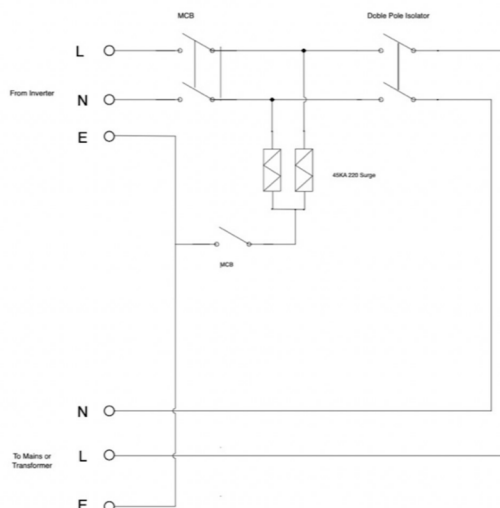 MCB
Doble Pole Isolator
L
From Inverter
N
E
45KA 220 Surge
MCB
N
To Mains or
Transformer
L
E